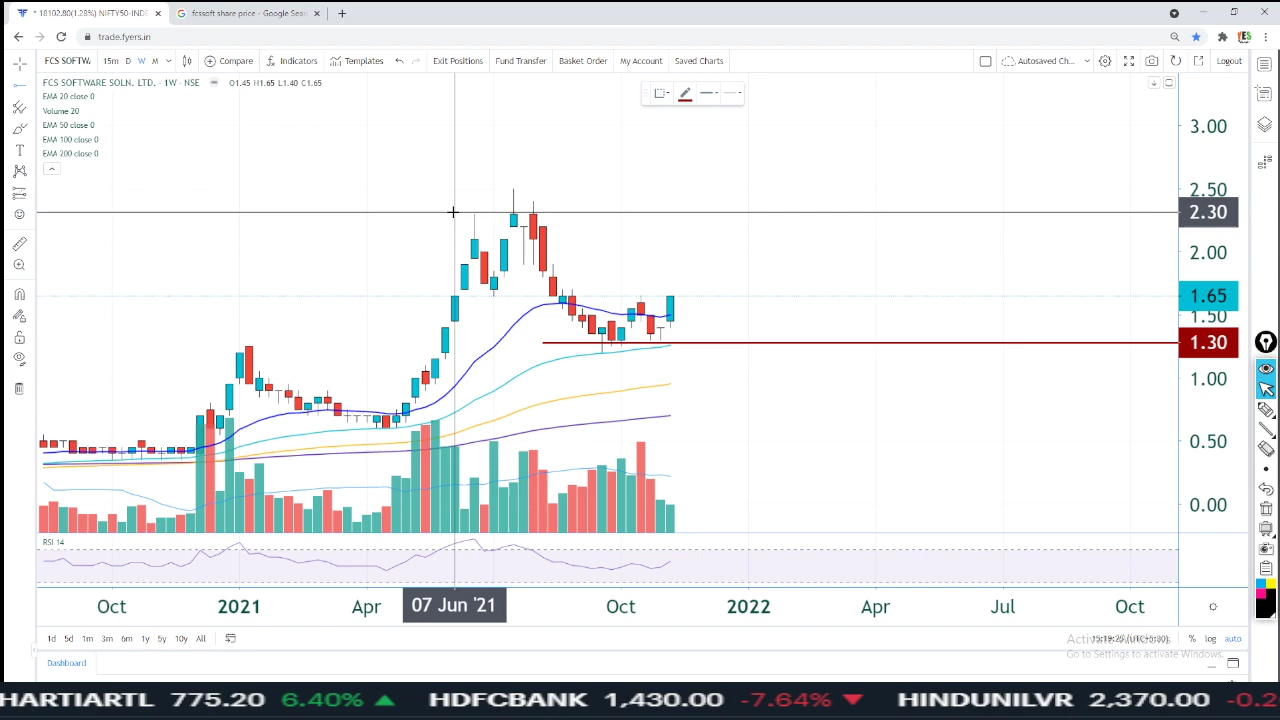 * 18102.80(1.28%) NIFTY50-INDE
fcssoft share price - Google Sear
trade.fyers.in
FCS SOFTWA 15m D W M Compare Indicators Templates Exit Positions Fund Transfer Basket Order My Account Saved Charts Autosaved Ch... Logout
FCS SOFTWARE SOLN. LTD. · 1W · NSE O1.45 H1.65 L1.40 C1.65
EMA 20 close 0
Volume 20
EMA 50 close 0
EMA 100 close 0
EMA 200 close 0
3.00
2.50
2.30
2.00
1.65
1.50
1.30
1.00
0.50
0.00
RSI 14
Oct 2021 Apr 07 Jun '21 Oct 2022 Apr Jul Oct
1d 5d 1m 3m 6m 1y 5y 10y All % log auto
Go to Settings to activate Windows.
Dashboard
HARTIARTL 775.20 6.40% HDFCBANK 1,430.00 -7.64% HINDUNILVR 2,370.00 -0.2